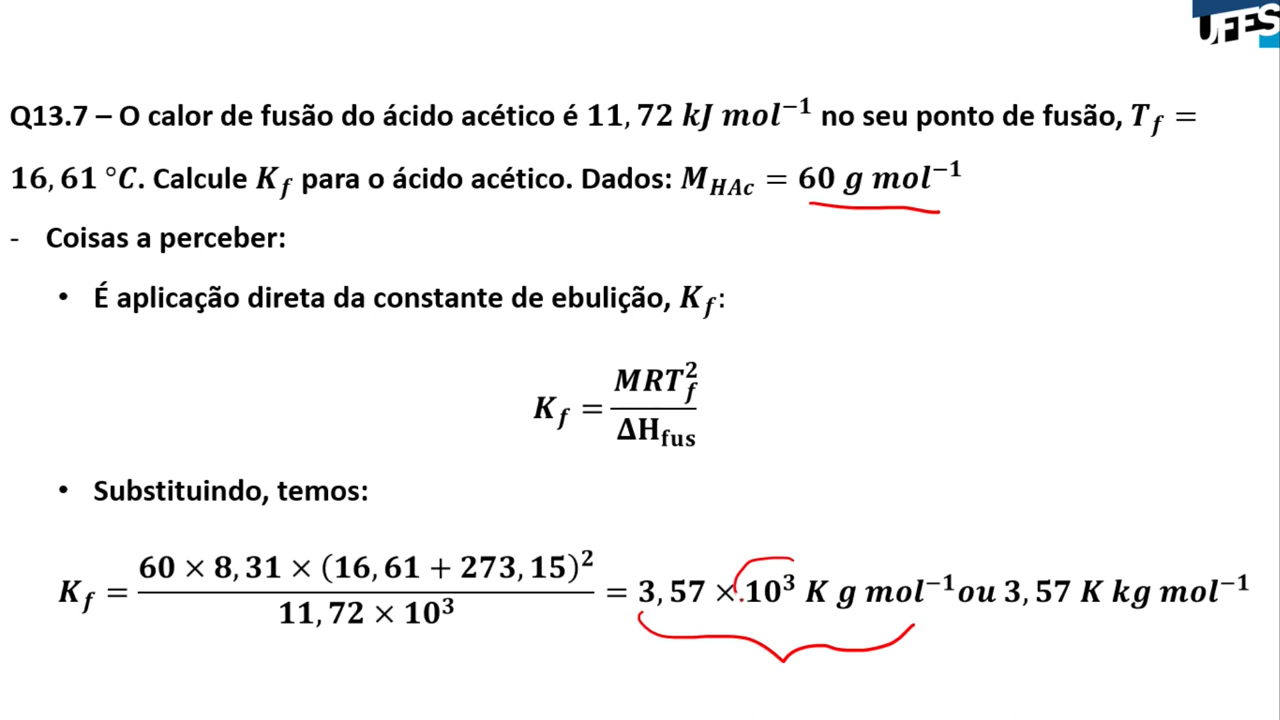 UFES
Q13.7 – O calor de fusão do ácido acético é 11,72 kJ mol⁻¹ no seu ponto de fusão, T_f =
16,61 °C. Calcule K_f para o ácido acético. Dados: M_HAc = 60 g mol⁻¹
- Coisas a perceber:
• É aplicação direta da constante de ebulição, K_f:
K_f = MRT_f² / ΔH_fus
• Substituindo, temos:
K_f = 60 × 8,31 × (16,61 + 273,15)² / 11,72 × 10³ = 3,57 × 10³ K g mol⁻¹ ou 3,57 K kg mol⁻¹